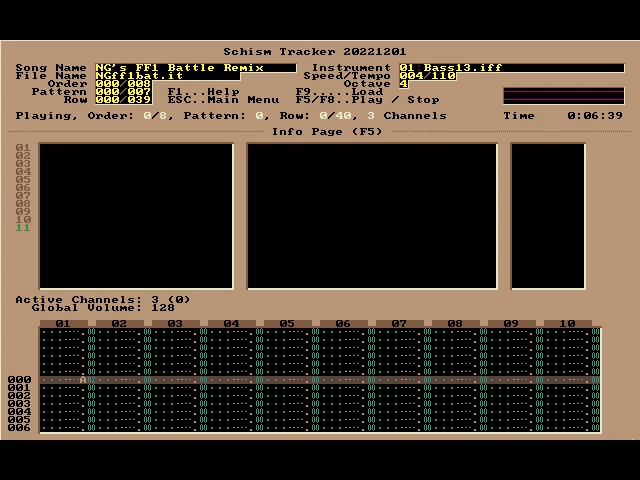 Schism Tracker 20221201
Song Name NG's FF1 Battle Remix Instrument 01 Bass13.iff
File Name NGff1bat.it Speed/Tempo 004/110
Order 000/008 Octave 4
Pattern 000/007 F1...Help F9.....Load
Row 000/039 ESC..Main Menu F5/F8..Play / Stop
Playing, Order: 0/8, Pattern: 0, Row: 0/40, 3 Channels Time 0:06:39
Info Page (F5)
01
02
03
04
05
06
07
08
09
10
11
Active Channels: 3 (0)
Global Volume: 128
01 02 03 04 05 06 07 08 09 10
000
001
002
003
004
005
006